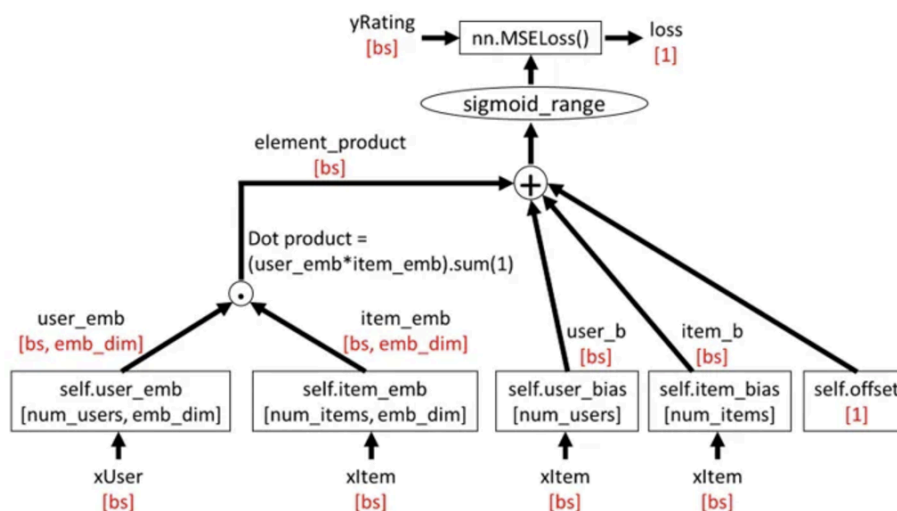 yRating
[bs]
nn.MSELoss()
loss
[1]
sigmoid_range
element_product
[bs]
+
Dot product =
(user_emb*item_emb).sum(1)
.
user_emb
[bs, emb_dim]
item_emb
[bs, emb_dim]
user_b
[bs]
item_b
[bs]
self.user_emb
[num_users, emb_dim]
self.item_emb
[num_items, emb_dim]
self.user_bias
[num_users]
self.item_bias
[num_items]
self.offset
[1]
xUser
[bs]
xItem
[bs]
xItem
[bs]
xItem
[bs]